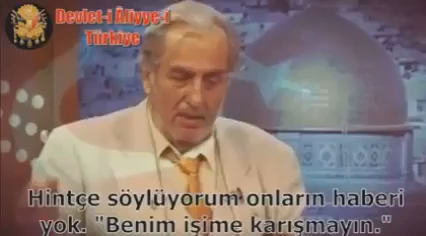 Devlet-i Âliyye-i
Türkiye
Hintçe söylüyorum onların haberi
yok. "Benim işime karışmayın."